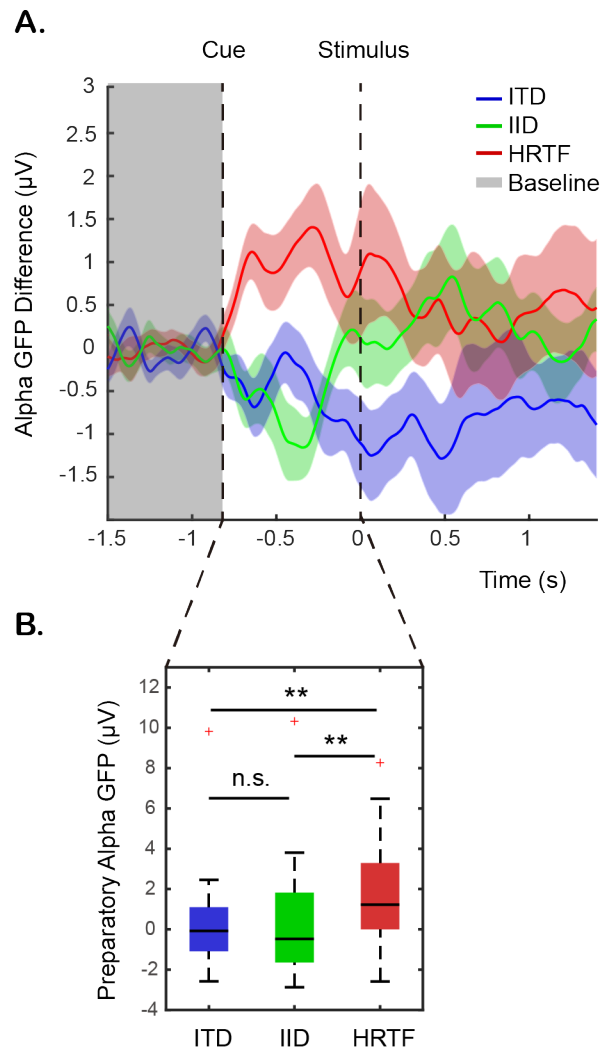 A.
Cue Stimulus
3
2.5
2
1.5
1
0.5
0
-0.5
-1
-1.5
Alpha GFP Difference (μV)
ITD
IID
HRTF
Baseline
-1.5 -1 -0.5 0 0.5 1
Time (s)
B.
12
10
8
6
4
2
0
-2
-4
Preparatory Alpha GFP (μV)
**
**
n.s.
ITD IID HRTF